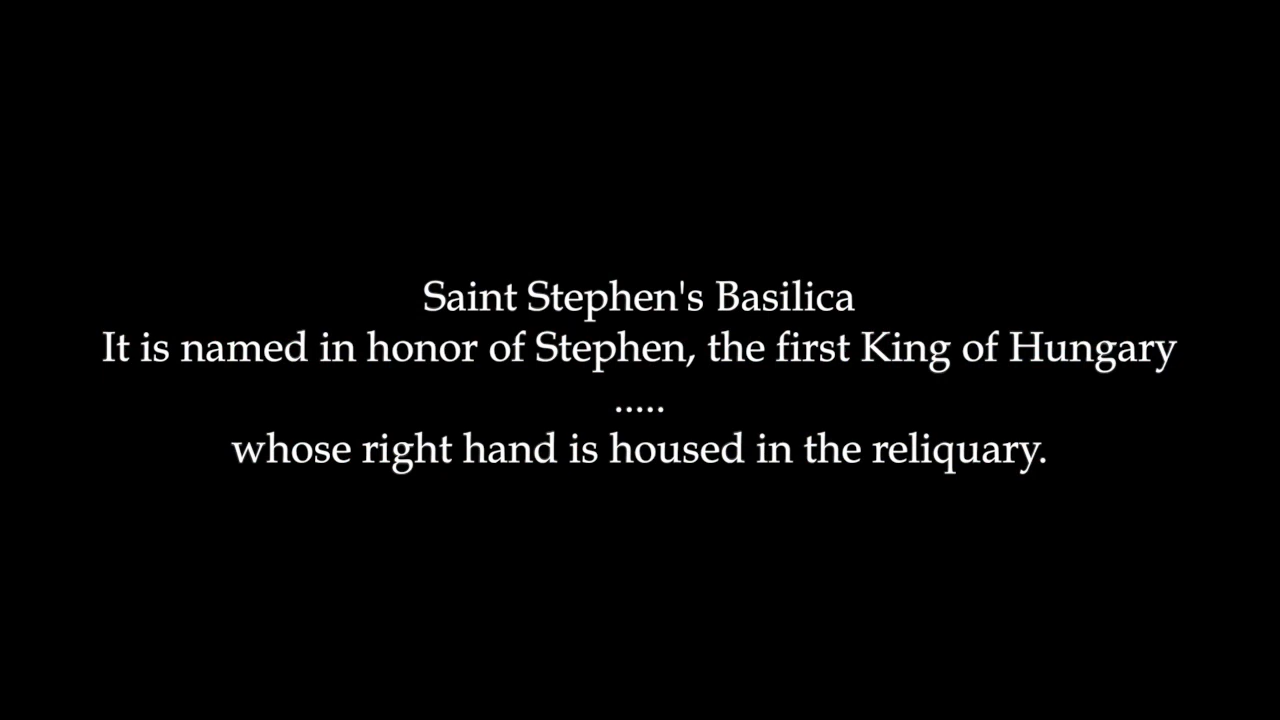 Saint Stephen's Basilica
It is named in honor of Stephen, the first King of Hungary
.....
whose right hand is housed in the reliquary.